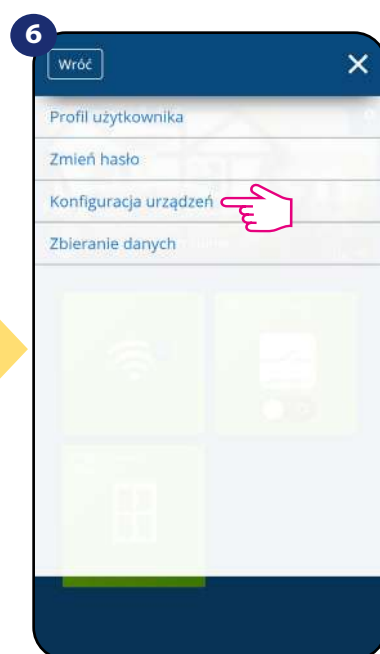 6
Wróć
Profil użytkownika
Zmień hasło
Konfiguracja urządzeń
Zbieranie danych